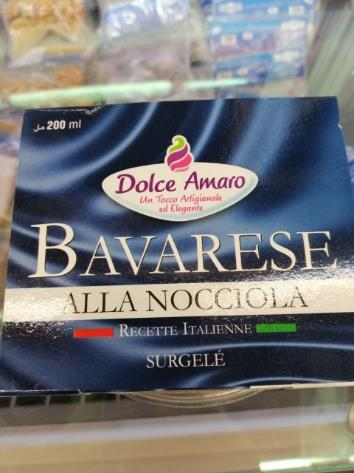 مل 200 ml
Dolce Amaro
Un Tocco Artigianale
ed Elegante
BAVARESE
ALLA NOCCIOLA
RECETTE ITALIENNE
SURGELÉ